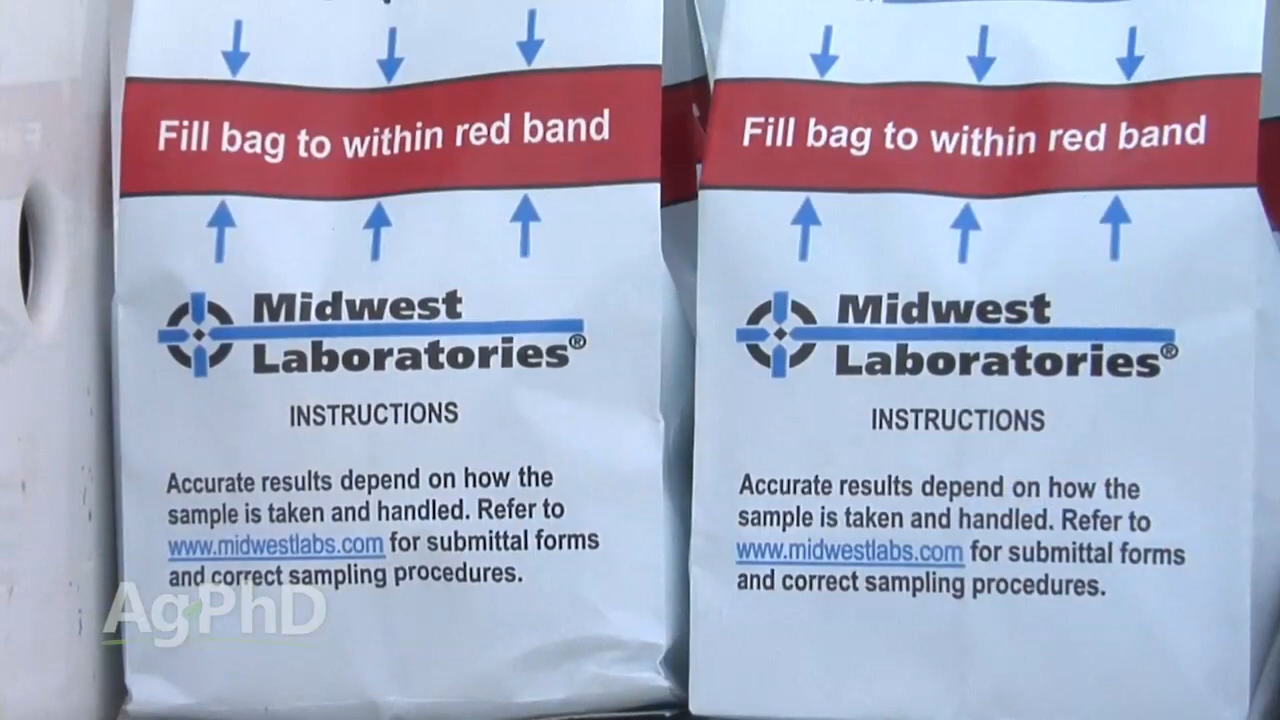 Fill bag to within red band
Midwest
Laboratories®
INSTRUCTIONS
Accurate results depend on how the
sample is taken and handled. Refer to
www.midwestlabs.com for submittal forms
and correct sampling procedures.
Fill bag to within red band
Midwest
Laboratories®
INSTRUCTIONS
Accurate results depend on how the
sample is taken and handled. Refer to
www.midwestlabs.com for submittal forms
and correct sampling procedures.
AgPhD